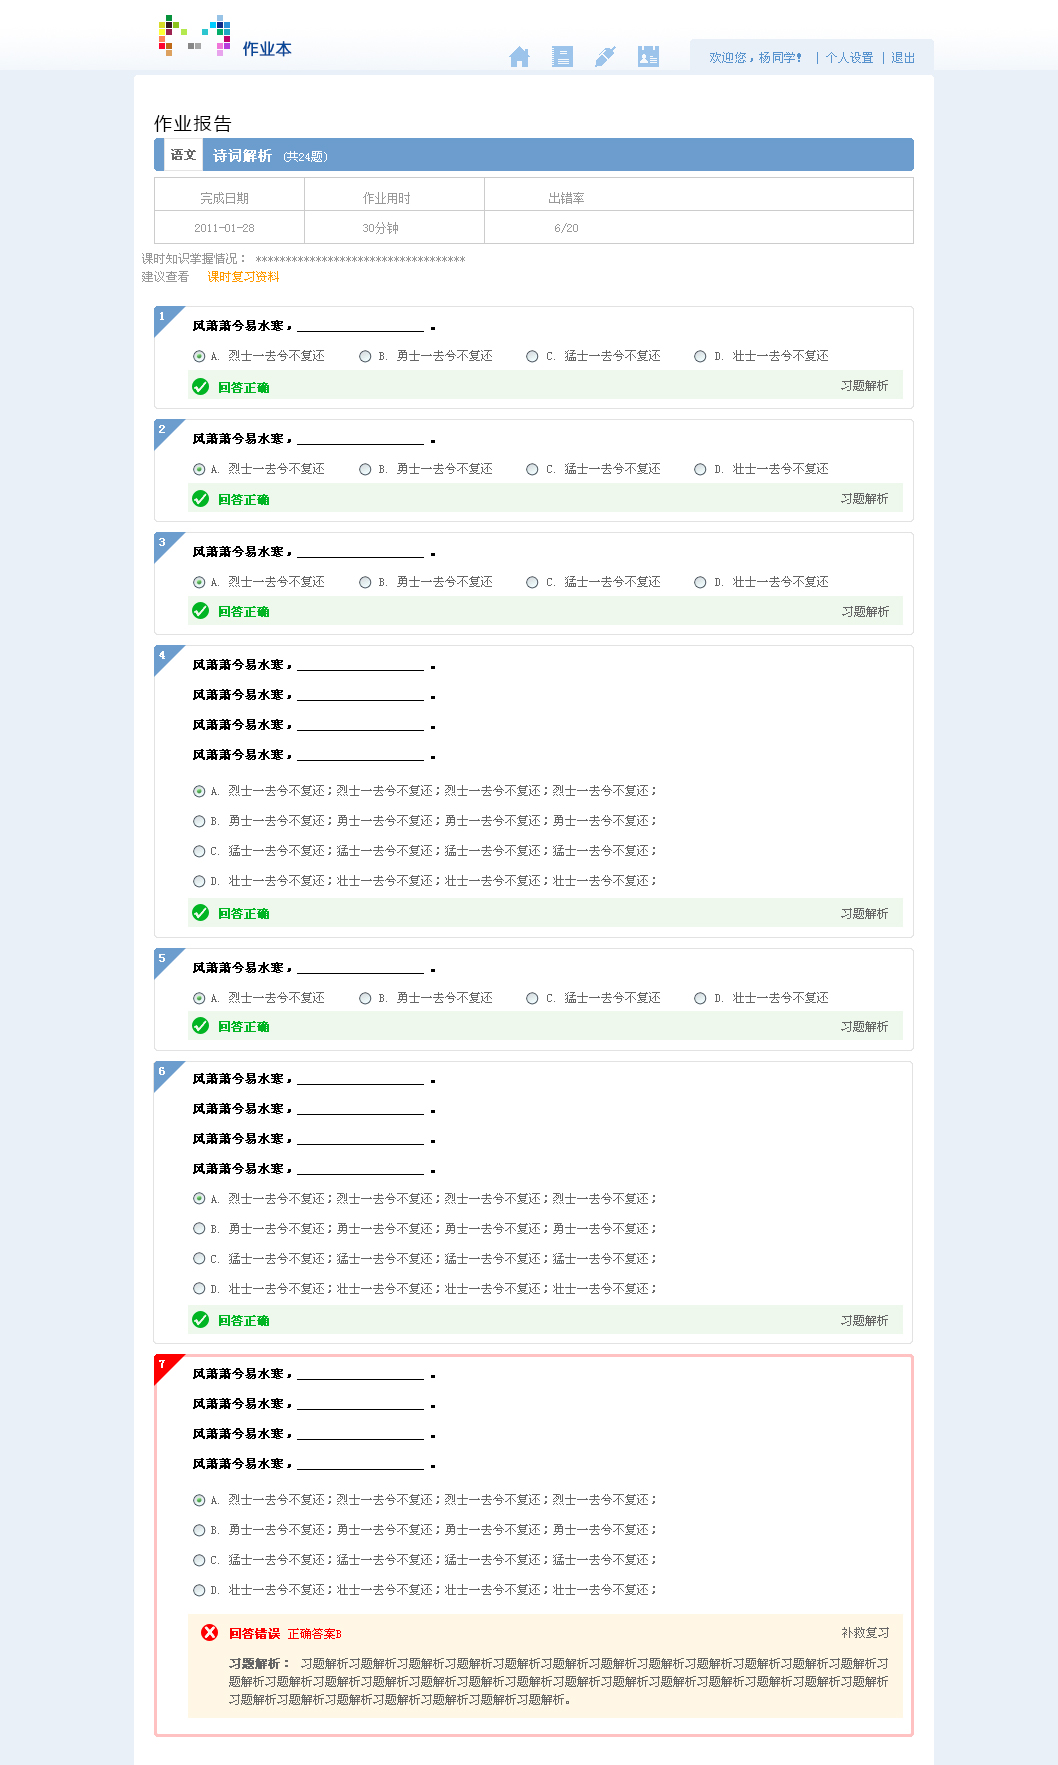 作业本
欢迎您，杨同学！ | 个人设置 | 退出
作业报告
语文 诗词解析 (共24题)
完成日期 作业用时 出错率
2011-01-28 30分钟 6/20
课时知识掌握情况： ***********************************
建议查看 课时复习资料
1
风萧萧今易水寒，____________________ 。
A. 烈士一去兮不复还 B. 勇士一去兮不复还 C. 猛士一去兮不复还 D. 壮士一去兮不复还
回答正确 习题解析
2
风萧萧今易水寒，____________________ 。
A. 烈士一去兮不复还 B. 勇士一去兮不复还 C. 猛士一去兮不复还 D. 壮士一去兮不复还
回答正确 习题解析
3
风萧萧今易水寒，____________________ 。
A. 烈士一去兮不复还 B. 勇士一去兮不复还 C. 猛士一去兮不复还 D. 壮士一去兮不复还
回答正确 习题解析
4
风萧萧今易水寒，____________________ 。
风萧萧今易水寒，____________________ 。
风萧萧今易水寒，____________________ 。
风萧萧今易水寒，____________________ 。
A. 烈士一去兮不复还；烈士一去兮不复还；烈士一去兮不复还；烈士一去兮不复还；
B. 勇士一去兮不复还；勇士一去兮不复还；勇士一去兮不复还；勇士一去兮不复还；
C. 猛士一去兮不复还；猛士一去兮不复还；猛士一去兮不复还；猛士一去兮不复还；
D. 壮士一去兮不复还；壮士一去兮不复还；壮士一去兮不复还；壮士一去兮不复还；
回答正确 习题解析
5
风萧萧今易水寒，____________________ 。
A. 烈士一去兮不复还 B. 勇士一去兮不复还 C. 猛士一去兮不复还 D. 壮士一去兮不复还
回答正确 习题解析
6
风萧萧今易水寒，____________________ 。
风萧萧今易水寒，____________________ 。
风萧萧今易水寒，____________________ 。
风萧萧今易水寒，____________________ 。
A. 烈士一去兮不复还；烈士一去兮不复还；烈士一去兮不复还；烈士一去兮不复还；
B. 勇士一去兮不复还；勇士一去兮不复还；勇士一去兮不复还；勇士一去兮不复还；
C. 猛士一去兮不复还；猛士一去兮不复还；猛士一去兮不复还；猛士一去兮不复还；
D. 壮士一去兮不复还；壮士一去兮不复还；壮士一去兮不复还；壮士一去兮不复还；
回答正确 习题解析
7
风萧萧今易水寒，____________________ 。
风萧萧今易水寒，____________________ 。
风萧萧今易水寒，____________________ 。
风萧萧今易水寒，____________________ 。
A. 烈士一去兮不复还；烈士一去兮不复还；烈士一去兮不复还；烈士一去兮不复还；
B. 勇士一去兮不复还；勇士一去兮不复还；勇士一去兮不复还；勇士一去兮不复还；
C. 猛士一去兮不复还；猛士一去兮不复还；猛士一去兮不复还；猛士一去兮不复还；
D. 壮士一去兮不复还；壮士一去兮不复还；壮士一去兮不复还；壮士一去兮不复还；
回答错误 正确答案B 补救复习
习题解析： 习题解析习题解析习题解析习题解析习题解析习题解析习题解析习题解析习题解析习题解析习题解析习题解析习
题解析习题解析习题解析习题解析习题解析习题解析习题解析习题解析习题解析习题解析习题解析习题解析习题解析习题解析
习题解析习题解析习题解析习题解析习题解析习题解析习题解析。